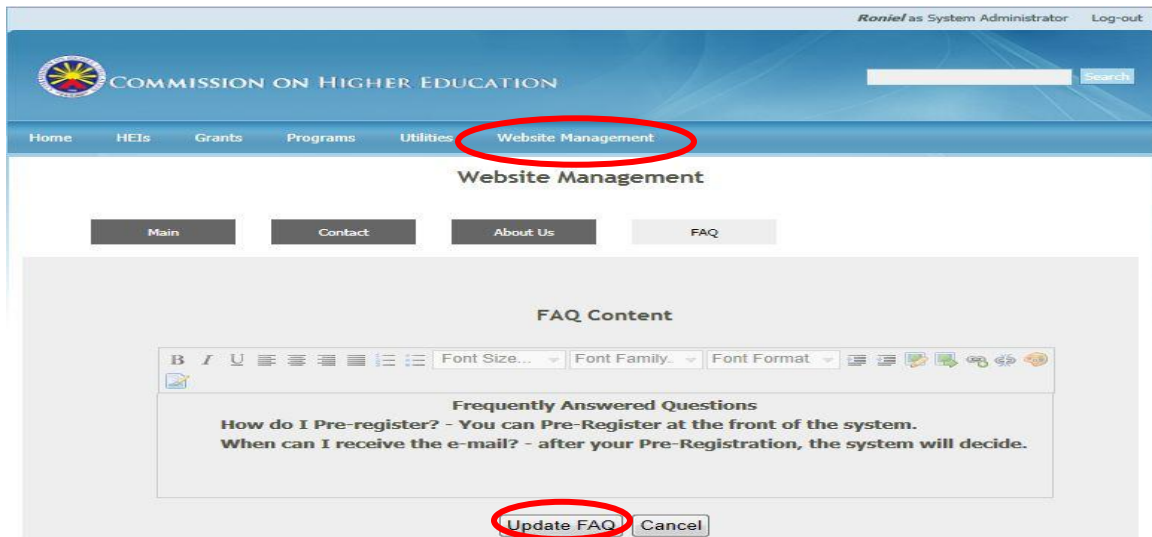 Roniel as System Administrator Log-out
COMMISSION ON HIGHER EDUCATION
Search
Home HEIs Grants Programs Utilities Website Management
Website Management
Main Contact About Us FAQ
FAQ Content
B I U Font Size... Font Family. Font Format
Frequently Answered Questions
How do I Pre-register? - You can Pre-Register at the front of the system.
When can I receive the e-mail? - after your Pre-Registration, the system will decide.
Update FAQ Cancel